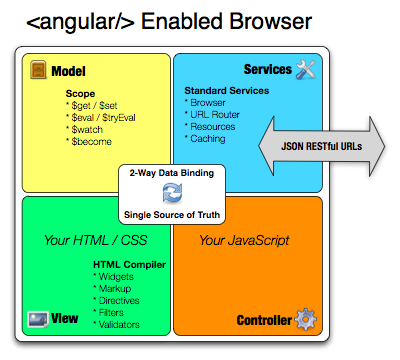 <angular/> Enabled Browser
Model
Scope
* $get / $set
* $eval / $tryEval
* $watch
* $become
Services
Standard Services
* Browser
* URL Router
* Resources
* Caching
JSON RESTful URLs
2-Way Data Binding
Single Source of Truth
Your HTML / CSS
HTML Compiler
* Widgets
* Markup
* Directives
* Filters
* Validators
View
Your JavaScript
Controller